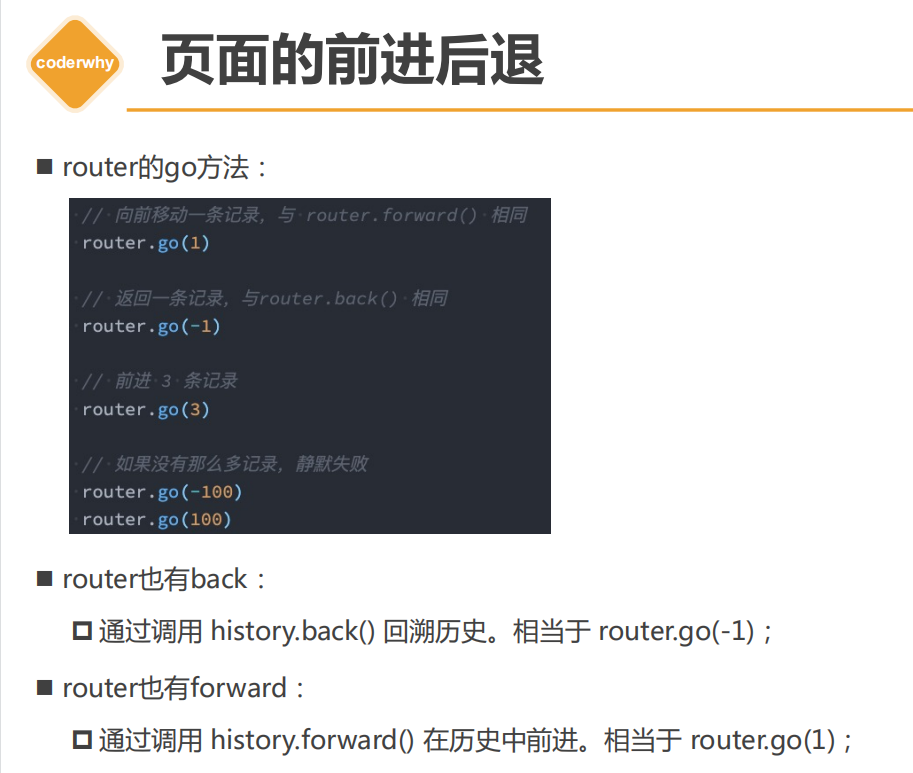 coderwhy
页面的前进后退
router的go方法：
// 向前移动一条记录，与 router.forward() 相同
router.go(1)
// 返回一条记录，与router.back() 相同
router.go(-1)
// 前进 3 条记录
router.go(3)
// 如果没有那么多记录，静默失败
router.go(-100)
router.go(100)
router也有back：
通过调用 history.back() 回溯历史。相当于 router.go(-1)；
router也有forward：
通过调用 history.forward() 在历史中前进。相当于 router.go(1)；